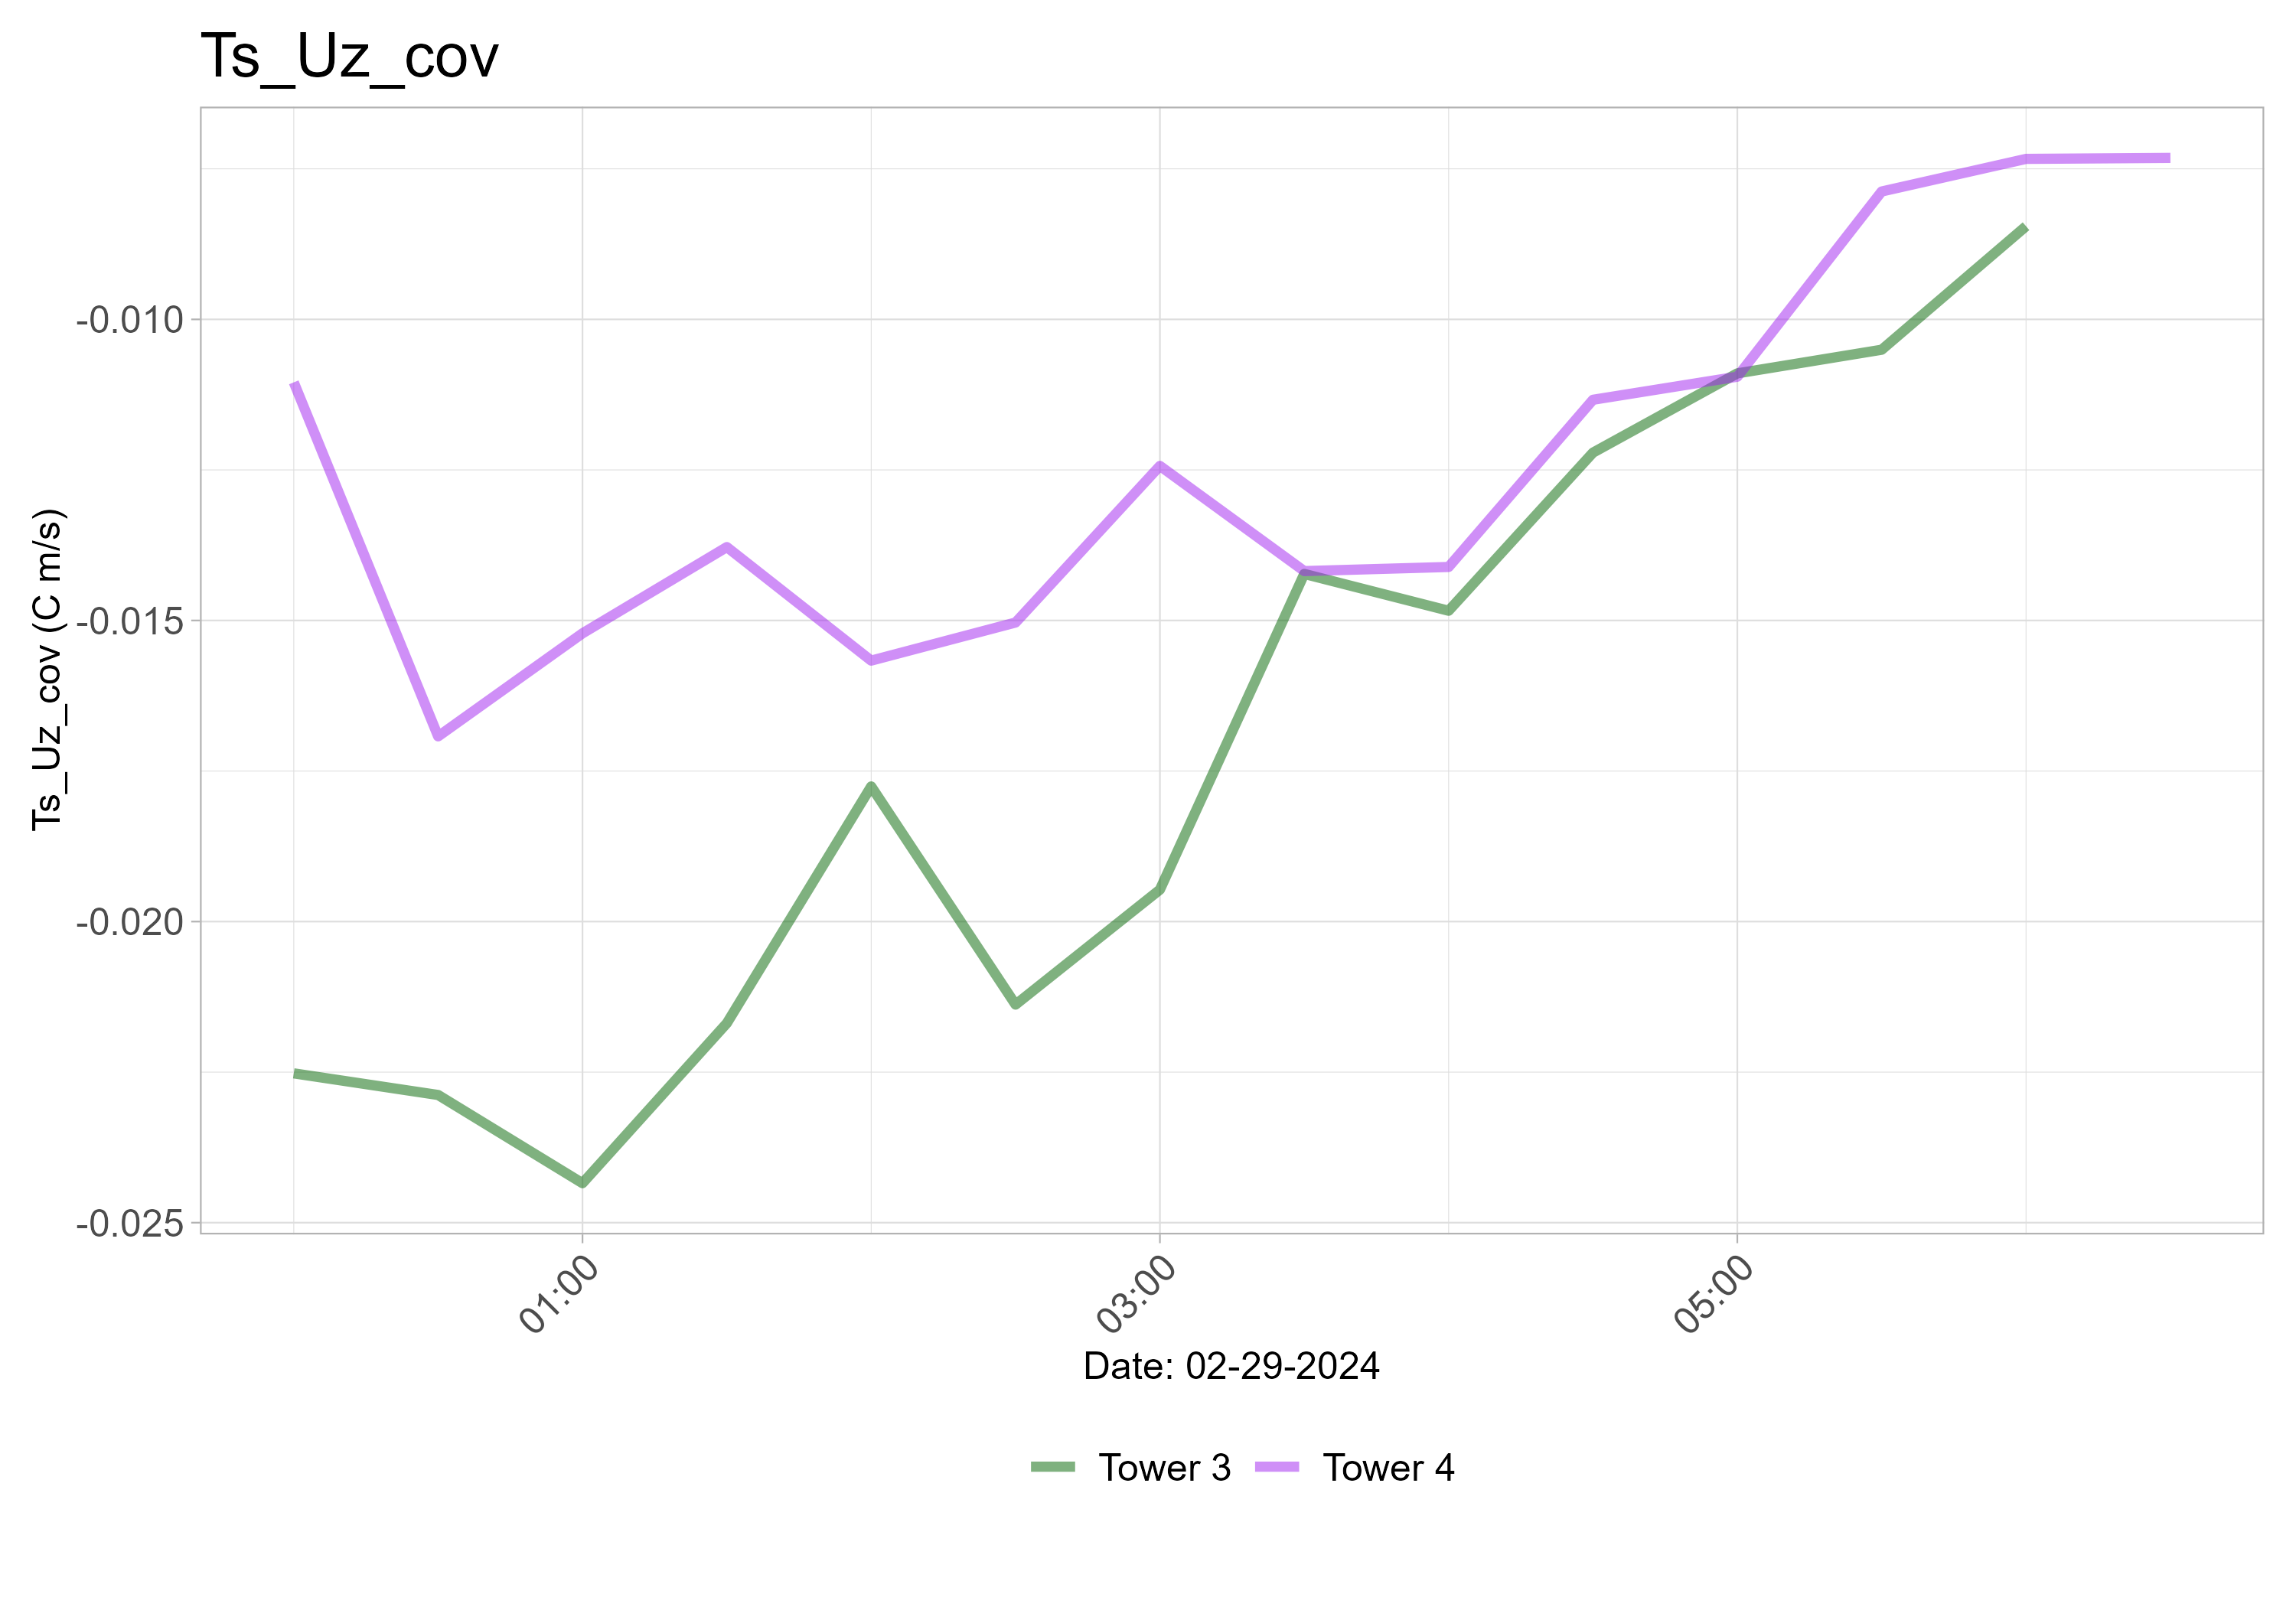 Ts_Uz_cov
Ts_Uz_cov (C m/s)
-0.010
-0.015
-0.020
-0.025
01:00
03:00
05:00
Date: 02-29-2024
Tower 3
Tower 4